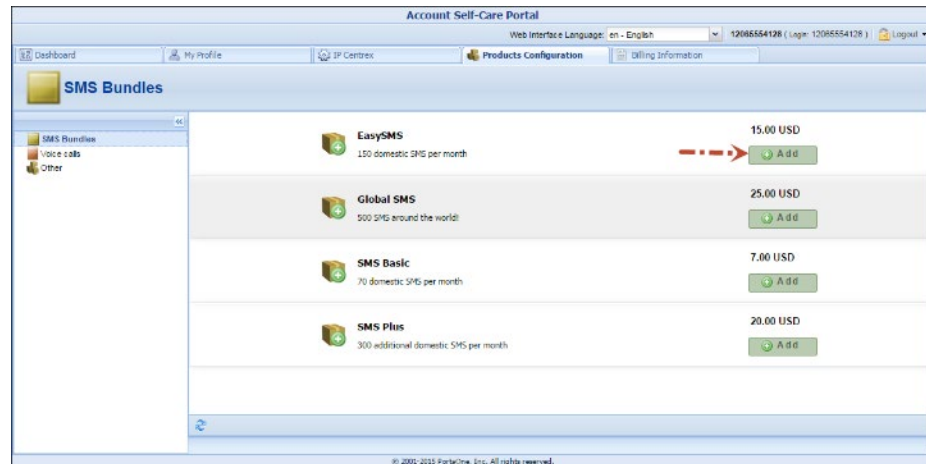 Account Self-Care Portal
Web Interface Language: en - English 12065554128 ( Login: 12065554128 ) Logout
Dashboard My Profile IP Centrex Products Configuration Billing Information
SMS Bundles
SMS Bundles
Voice calls
Other
EasySMS 15.00 USD
150 domestic SMS per month Add
Global SMS 25.00 USD
500 SMS around the world! Add
SMS Basic 7.00 USD
70 domestic SMS per month Add
SMS Plus 20.00 USD
300 additional domestic SMS per month Add
© 2001-2015 PortaOne, Inc. All rights reserved.